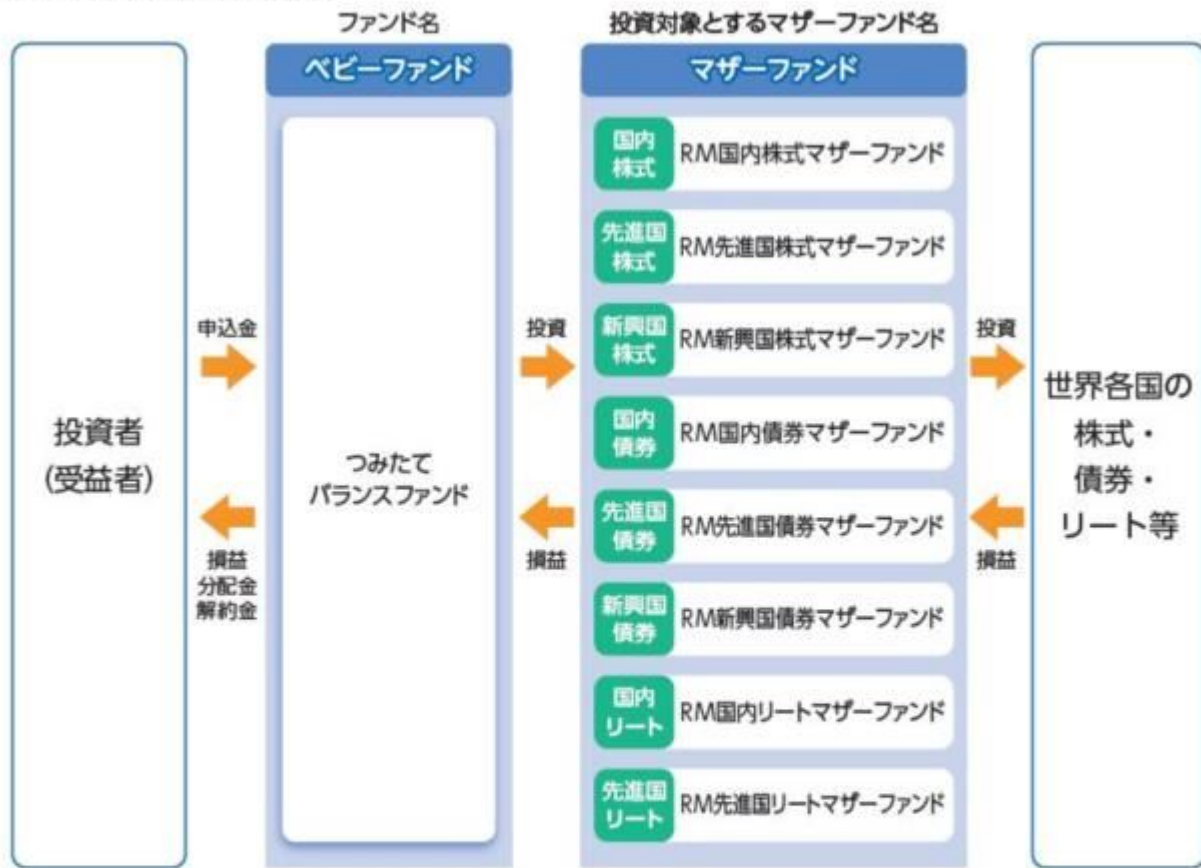 ファンド名
投資対象とするマザーファンド名
ベビーファンド
マザーファンド
投資者
(受益者)
申込金
損益
分配金
解約金
つみたて
バランスファンド
投資
損益
国内
株式
RM国内株式マザーファンド
先進国
株式
RM先進国株式マザーファンド
新興国
株式
RM新興国株式マザーファンド
国内
債券
RM国内債券マザーファンド
先進国
債券
RM先進国債券マザーファンド
新興国
債券
RM新興国債券マザーファンド
国内
リート
RM国内リートマザーファンド
先進国
リート
RM先進国リートマザーファンド
投資
損益
世界各国の
株式・
債券・
リート等